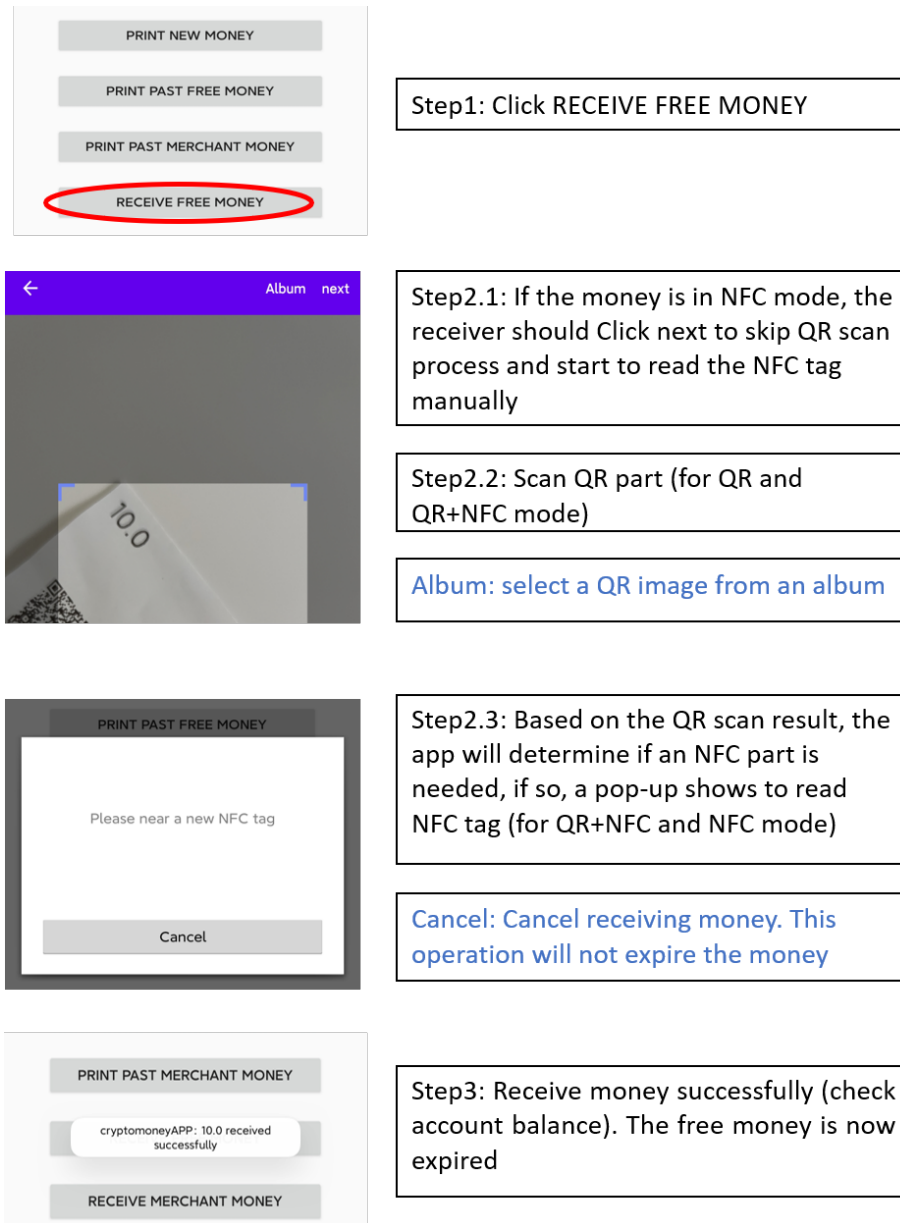 PRINT NEW MONEY
PRINT PAST FREE MONEY
PRINT PAST MERCHANT MONEY
RECEIVE FREE MONEY
Step1: Click RECEIVE FREE MONEY
Album next
10.0
Step2.1: If the money is in NFC mode, the
receiver should Click next to skip QR scan
process and start to read the NFC tag
manually
Step2.2: Scan QR part (for QR and
QR+NFC mode)
Album: select a QR image from an album
PRINT PAST FREE MONEY
Please near a new NFC tag
Cancel
Step2.3: Based on the QR scan result, the
app will determine if an NFC part is
needed, if so, a pop-up shows to read
NFC tag (for QR+NFC and NFC mode)
Cancel: Cancel receiving money. This
operation will not expire the money
PRINT PAST MERCHANT MONEY
cryptomoneyAPP: 10.0 received
successfully
RECEIVE MERCHANT MONEY
Step3: Receive money successfully (check
account balance). The free money is now
expired